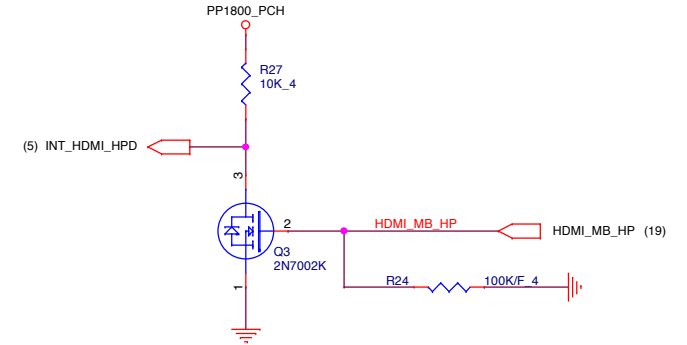 PP1800_PCH
R27
10K_4
(5) INT_HDMI_HPD
3
2
HDMI_MB_HP
HDMI_MB_HP (19)
Q3
2N7002K
R24
100K/F_4
1